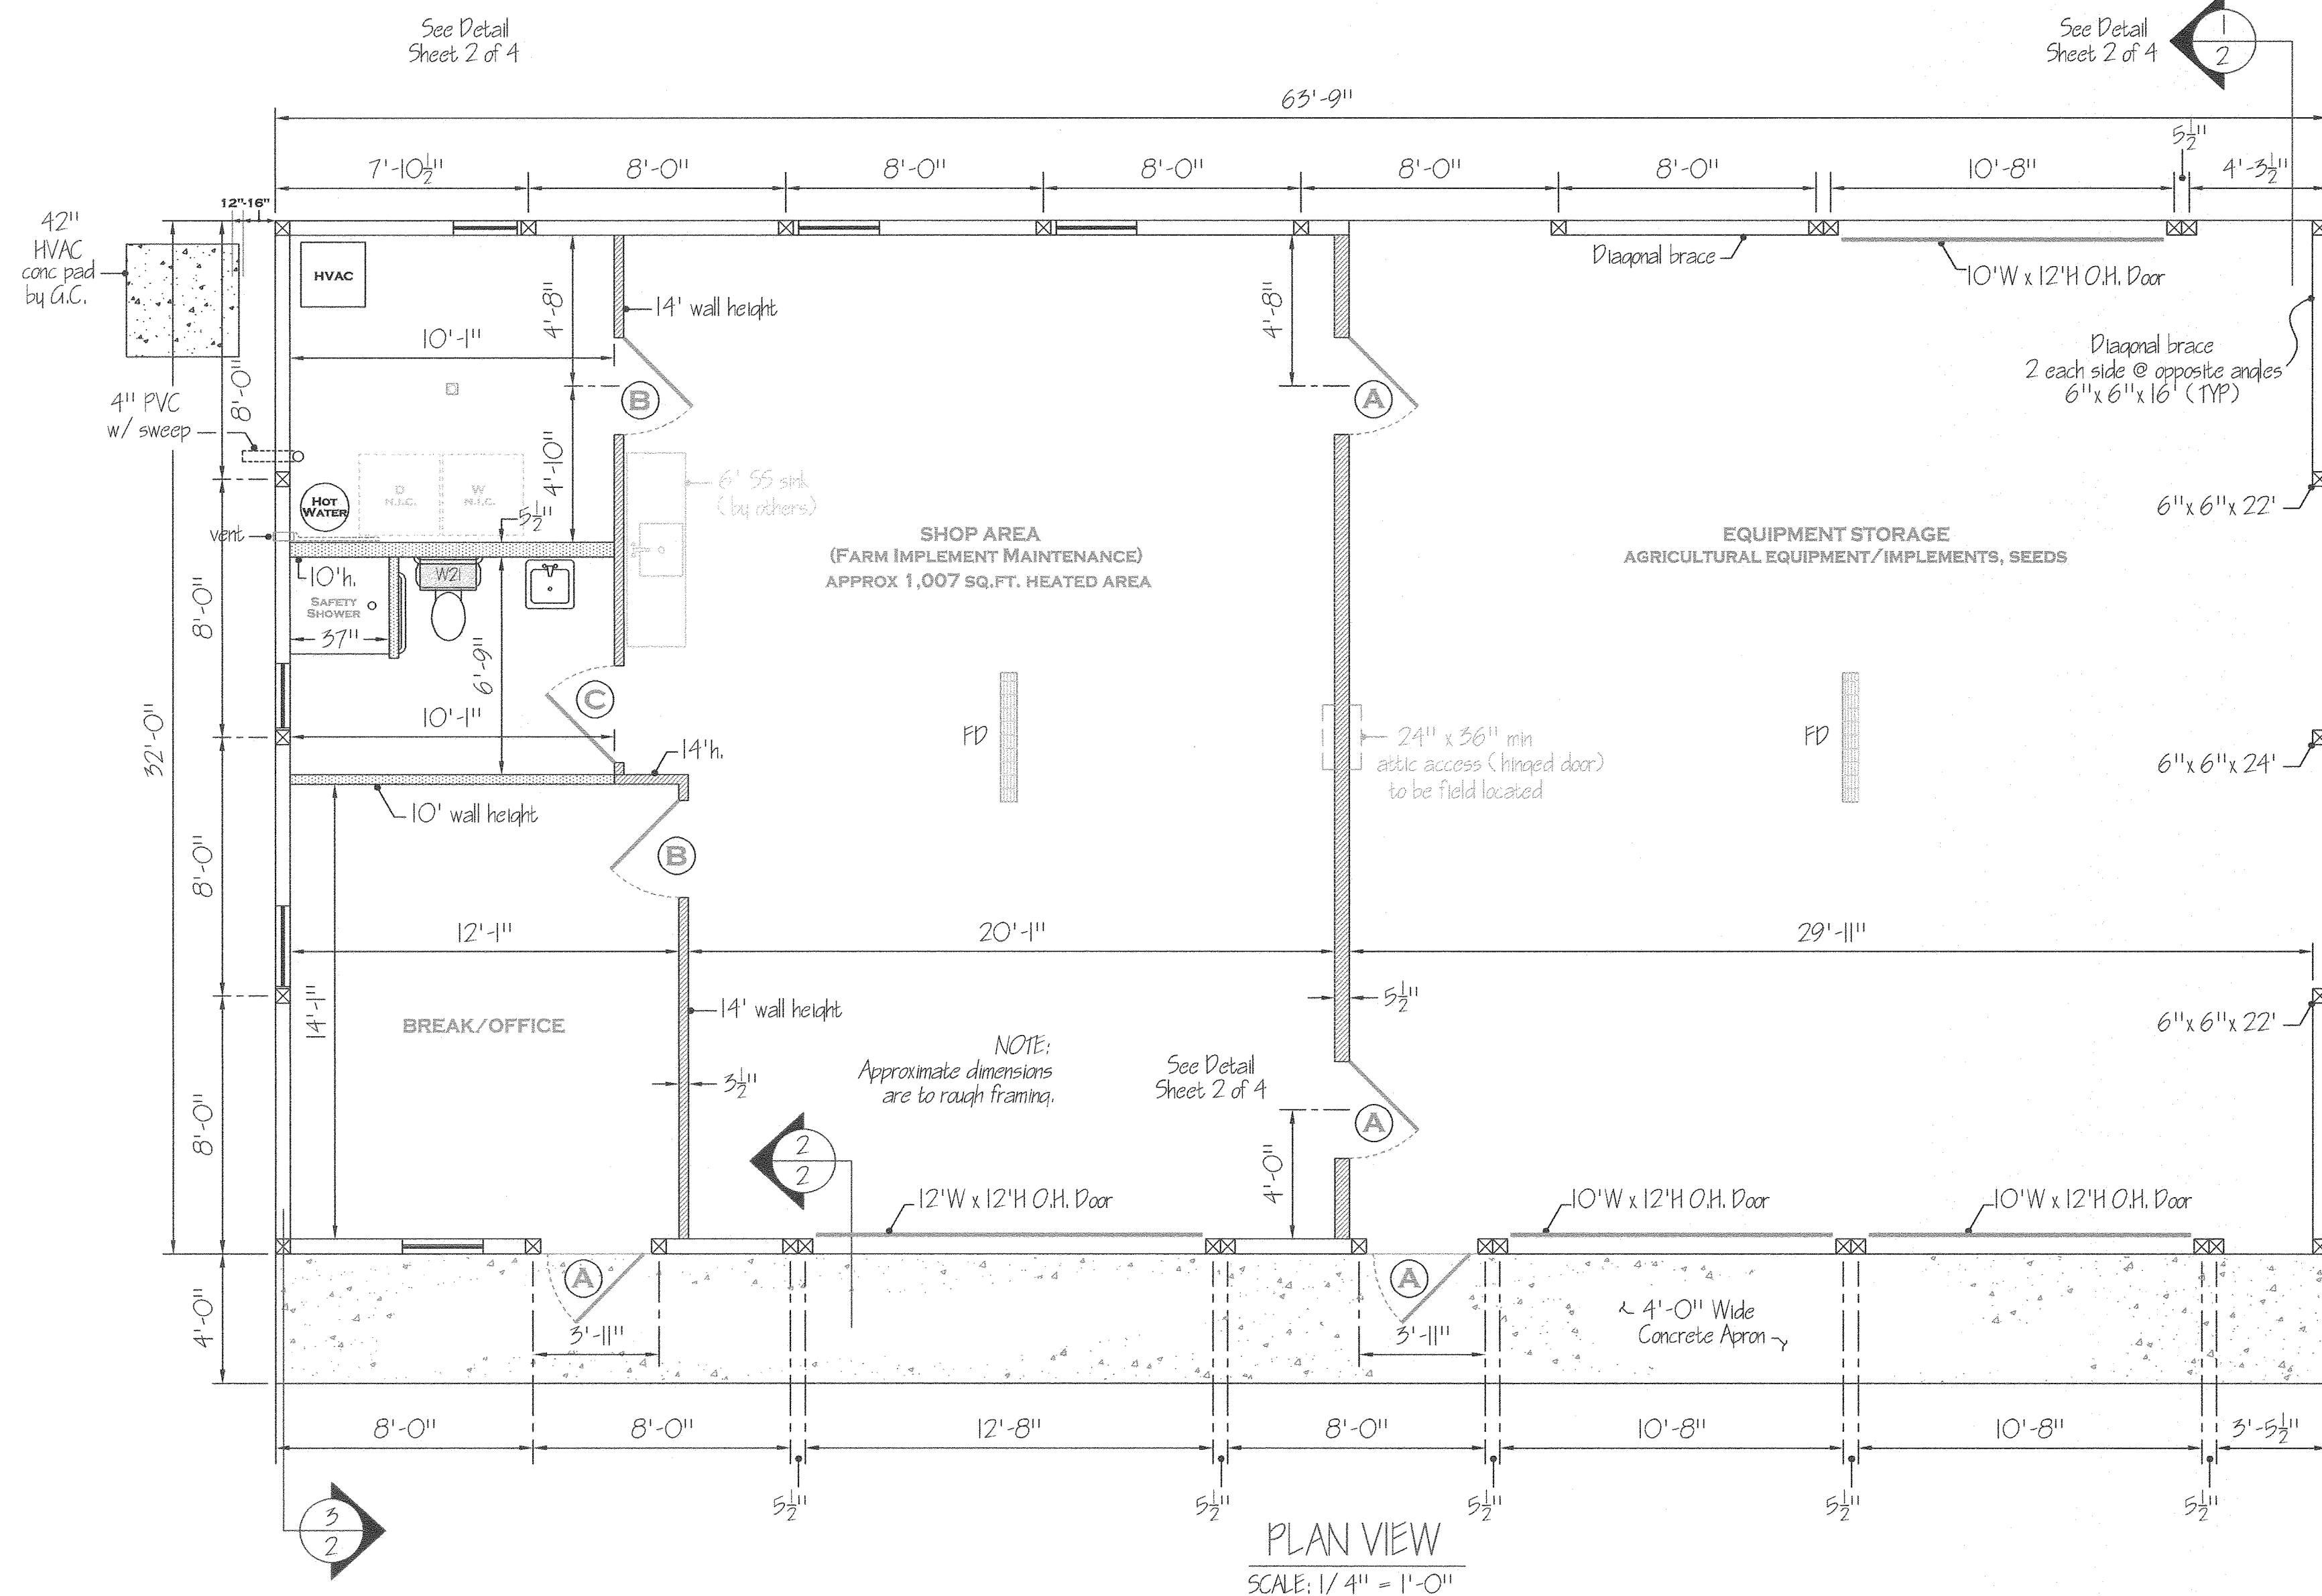 See Detail
Sheet 2 of 4
See Detail
Sheet 2 of 4
1
2
63'-9"
5½"
7'-10½"
8'-0"
8'-0"
8'-0"
8'-0"
8'-0"
10'-8"
4'-3½"
12"-16"
42"
HVAC
conc pad
by G.C.
HVAC
Diagonal brace
10'W x 12'H O.H. Door
14' wall height
4'-8"
4'-8"
10'-1"
Diagonal brace
2 each side @ opposite angles
6"x 6"x 16' (TYP)
8'-0"
4" PVC
w/ sweep
B
A
4'-10"
6' SS sink
(by others)
D
N.I.C.
W
N.I.C.
HOT
WATER
5½"
6"x 6"x 22'
vent
SHOP AREA
(FARM IMPLEMENT MAINTENANCE)
APPROX 1,007 SQ.FT. HEATED AREA
EQUIPMENT STORAGE
AGRICULTURAL EQUIPMENT/IMPLEMENTS, SEEDS
10'h.
W21
SAFETY
SHOWER
37"
8'-0"
6'-9"
C
10'-1"
14'h.
32'-0"
FD
24" x 36" min
attic access (hinged door)
to be field located
FD
6"x 6"x 24'
10' wall height
B
8'-0"
12'-1"
20'-1"
29'-11"
14'-1"
14' wall height
5½"
6"x 6"x 22'
BREAK/OFFICE
NOTE:
Approximate dimensions
are to rough framing.
See Detail
Sheet 2 of 4
3½"
8'-0"
A
2
2
4'-0"
12'W x 12'H O.H. Door
10'W x 12'H O.H. Door
10'W x 12'H O.H. Door
A
A
4'-0"
3'-11"
3'-11"
4'-0" Wide
Concrete Apron
8'-0"
8'-0"
12'-8"
8'-0"
10'-8"
10'-8"
3'-5½"
5½"
5½"
5½"
5½"
5½"
3
2
PLAN VIEW
SCALE: 1/4" = 1'-0"